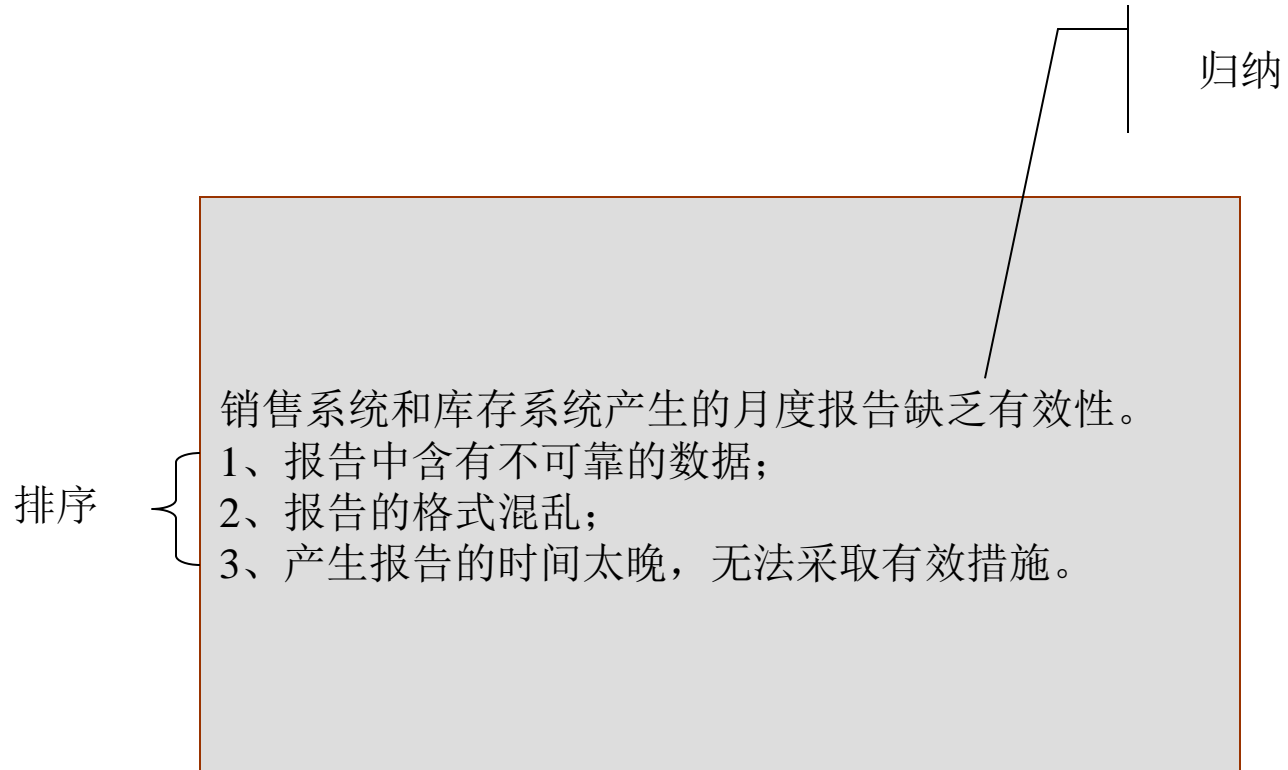 归纳
销售系统和库存系统产生的月度报告缺乏有效性。
1、报告中含有不可靠的数据；
2、报告的格式混乱；
3、产生报告的时间太晚，无法采取有效措施。
排序